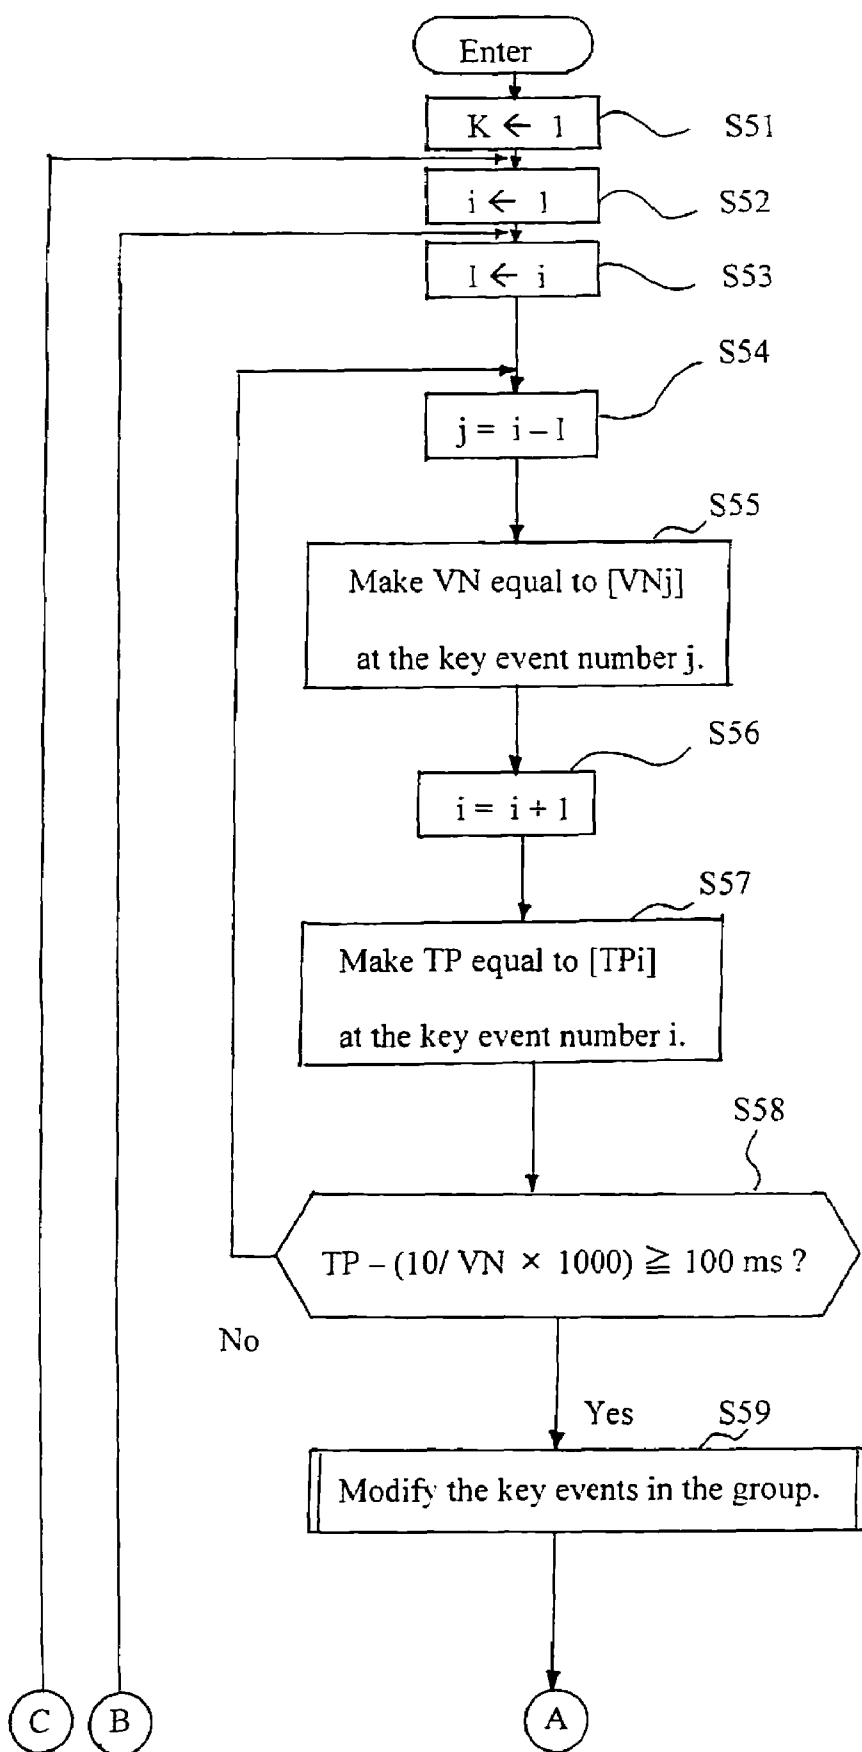 Enter
K ← 1
S51
i ← 1
S52
I ← i
S53
S54
j = i – 1
S55
Make VN equal to [VNj]
at the key event number j.
S56
i = i + 1
S57
Make TP equal to [TPi]
at the key event number i.
S58
TP – (10/ VN × 1000) ≧ 100 ms ?
No
Yes
S59
Modify the key events in the group.
C
B
A